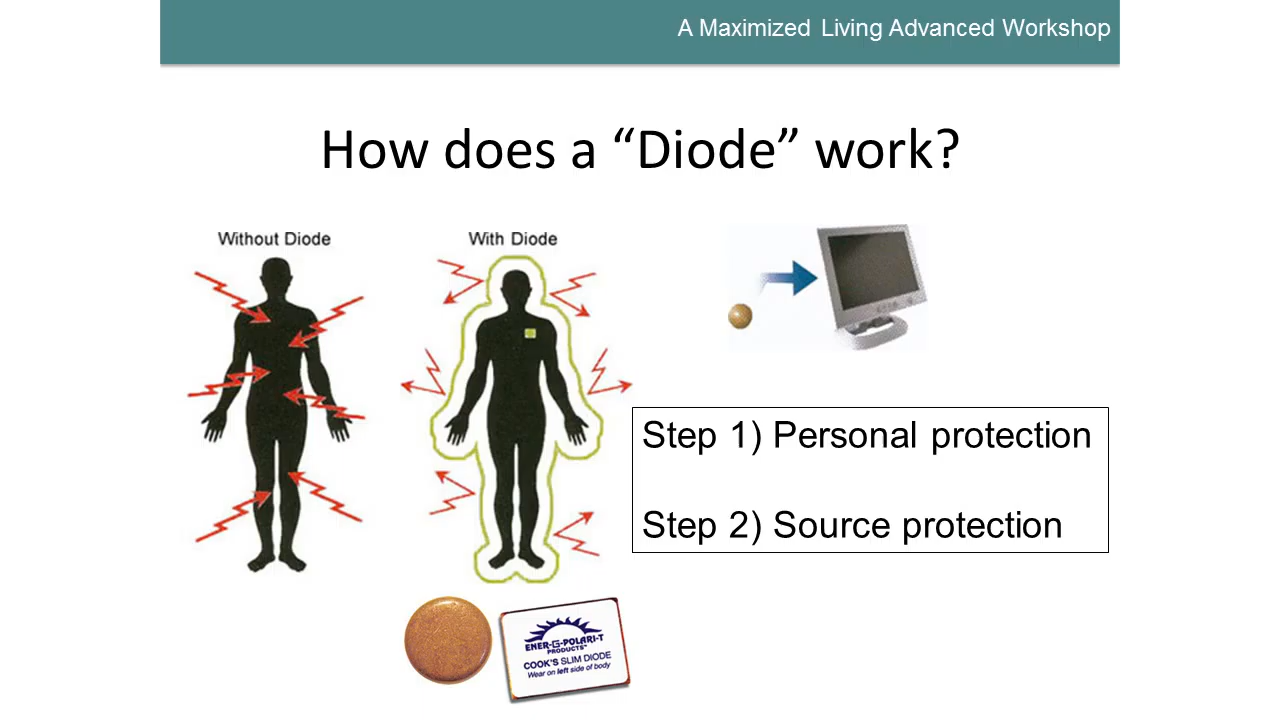 A Maximized Living Advanced Workshop
How does a “Diode” work?
Without Diode
With Diode
Step 1) Personal protection
Step 2) Source protection
ENER-G-POLARI-T
PRODUCTS™
COOK'S SLIM DIODE
Wear on left side of body